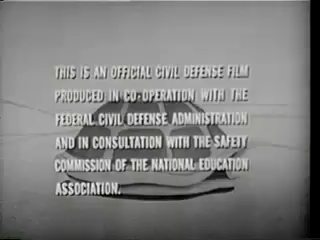 THIS IS AN OFFICIAL CIVIL DEFENSE FILM
PRODUCED IN CO-OPERATION WITH THE
FEDERAL CIVIL DEFENSE ADMINISTRATION
AND IN CONSULTATION WITH THE SAFETY
COMMISSION OF THE NATIONAL EDUCATION
ASSOCIATION.